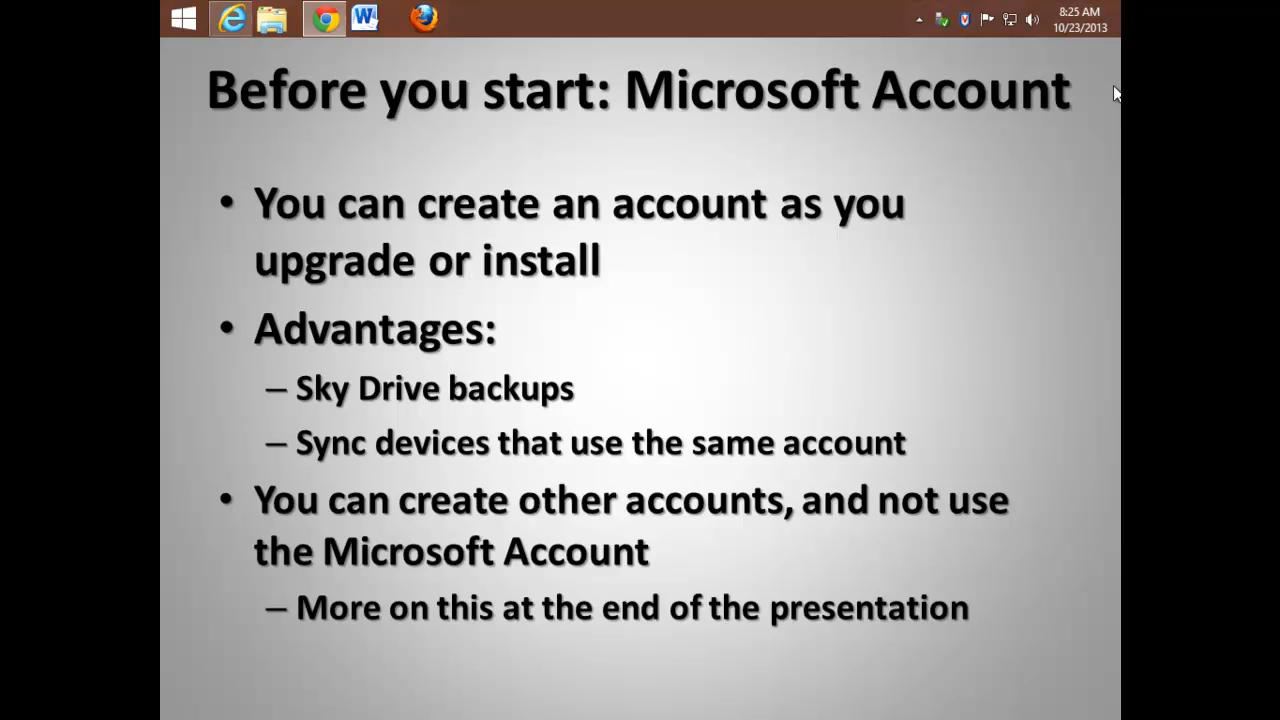 8:25 AM
10/23/2013
Before you start: Microsoft Account
• You can create an account as you
upgrade or install
• Advantages:
– Sky Drive backups
– Sync devices that use the same account
• You can create other accounts, and not use
the Microsoft Account
– More on this at the end of the presentation